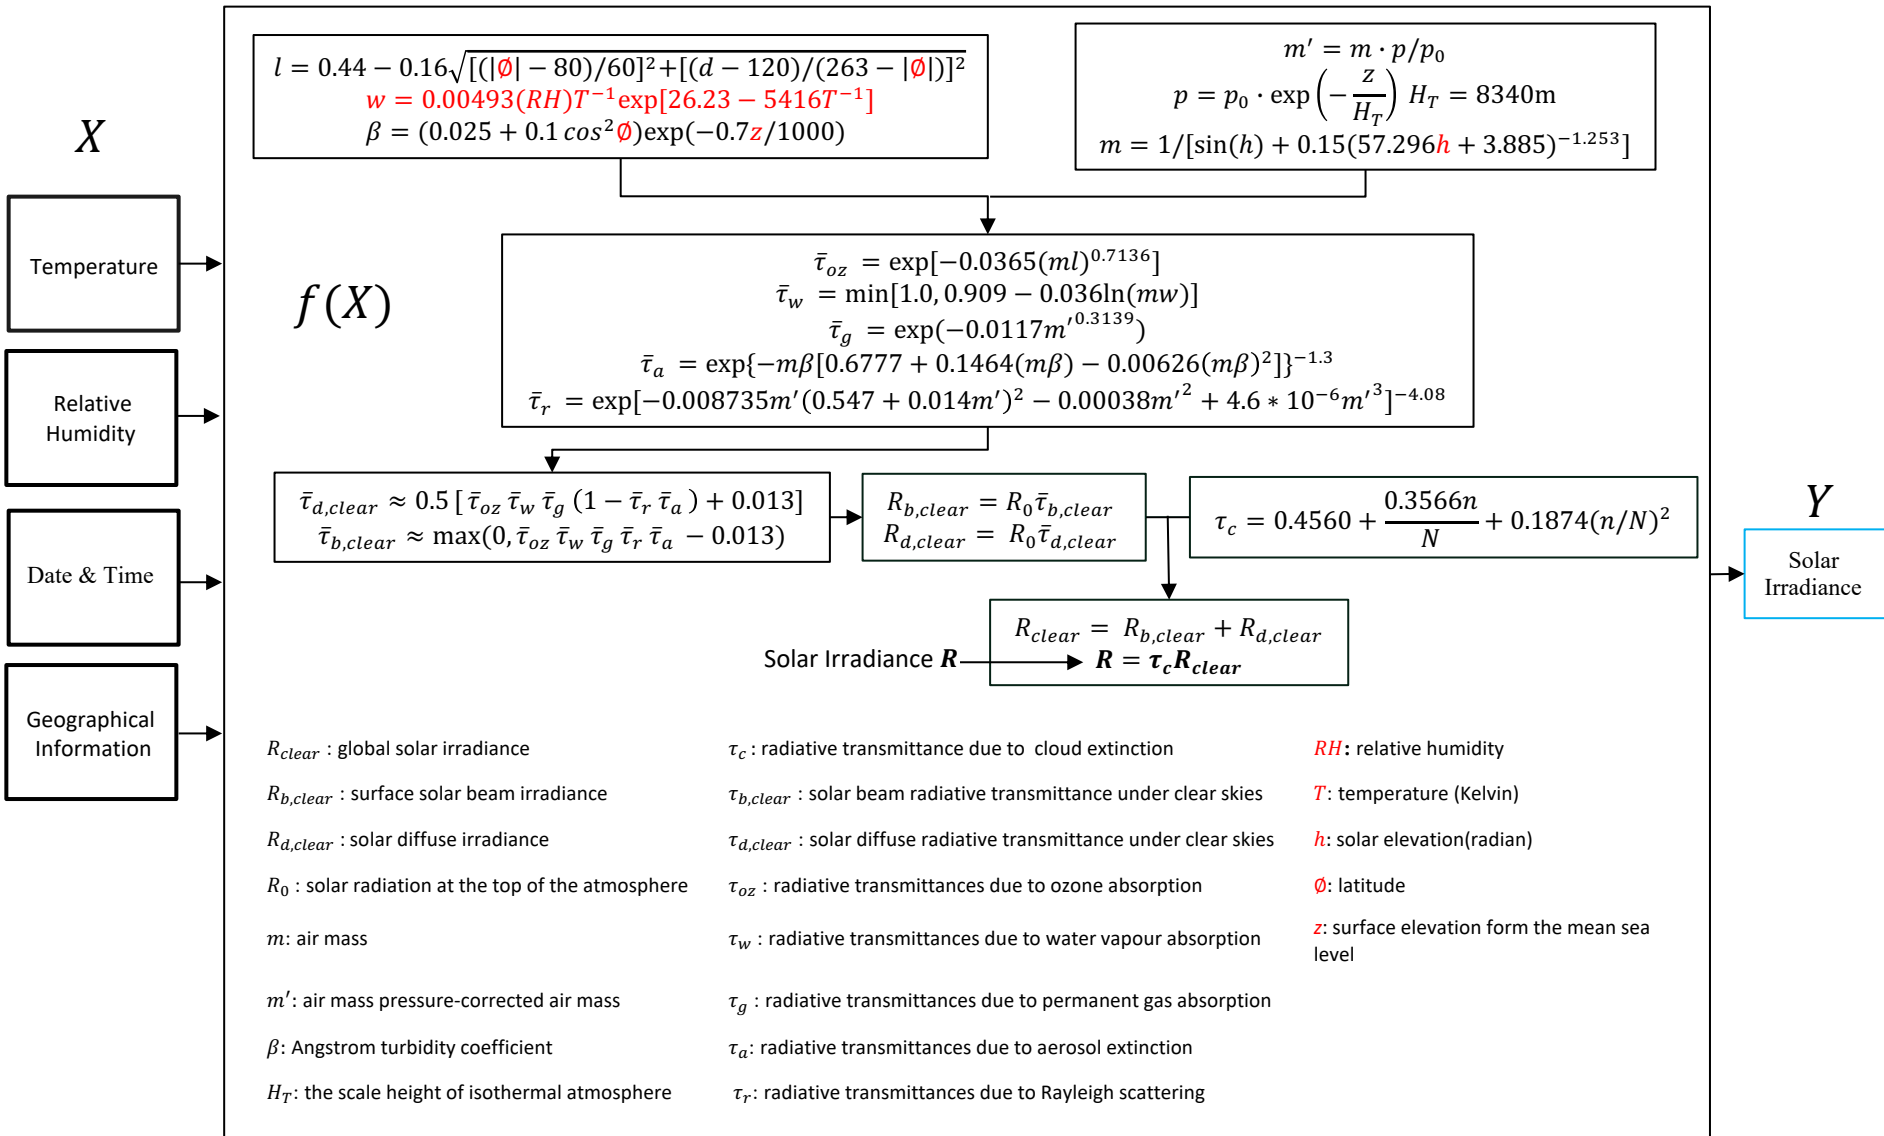 X
Temperature
Relative
Humidity
Date & Time
Geographical
Information
l = 0.44 − 0.16√[(|∅| − 80)/60]²+[(d − 120)/(263 − |∅|)]²
w = 0.00493(RH)T⁻¹exp[26.23 − 5416T⁻¹]
β = (0.025 + 0.1 cos²∅)exp(−0.7z/1000)
m′ = m · p/p₀
p = p₀ · exp(−z/H_T) H_T = 8340m
m = 1/[sin(h) + 0.15(57.296h + 3.885)⁻¹·²⁵³]
f(X)
τ̄_oz = exp[−0.0365(ml)^0.7136]
τ̄_w = min[1.0, 0.909 − 0.036ln(mw)]
τ̄_g = exp(−0.0117m′^0.3139)
τ̄_a = exp{−mβ[0.6777 + 0.1464(mβ) − 0.00626(mβ)²]}^−1.3
τ̄_r = exp[−0.008735m′(0.547 + 0.014m′)² − 0.00038m′² + 4.6 * 10⁻⁶m′³]^−4.08
τ̄_d,clear ≈ 0.5 [τ̄_oz τ̄_w τ̄_g (1 − τ̄_r τ̄_a) + 0.013]
τ̄_b,clear ≈ max(0, τ̄_oz τ̄_w τ̄_g τ̄_r τ̄_a − 0.013)
R_b,clear = R₀τ̄_b,clear
R_d,clear = R₀τ̄_d,clear
τ_c = 0.4560 + 0.3566n/N + 0.1874(n/N)²
R_clear = R_b,clear + R_d,clear
Solar Irradiance R
R = τ_c R_clear
Y
Solar
Irradiance
R_clear : global solar irradiance
R_b,clear : surface solar beam irradiance
R_d,clear : solar diffuse irradiance
R₀ : solar radiation at the top of the atmosphere
m: air mass
m′: air mass pressure-corrected air mass
β: Angstrom turbidity coefficient
H_T: the scale height of isothermal atmosphere
τ_c : radiative transmittance due to cloud extinction
τ_b,clear : solar beam radiative transmittance under clear skies
τ_d,clear : solar diffuse radiative transmittance under clear skies
τ_oz : radiative transmittances due to ozone absorption
τ_w : radiative transmittances due to water vapour absorption
τ_g : radiative transmittances due to permanent gas absorption
τ_a: radiative transmittances due to aerosol extinction
τ_r: radiative transmittances due to Rayleigh scattering
RH: relative humidity
T: temperature (Kelvin)
h: solar elevation(radian)
∅: latitude
z: surface elevation form the mean sea
level